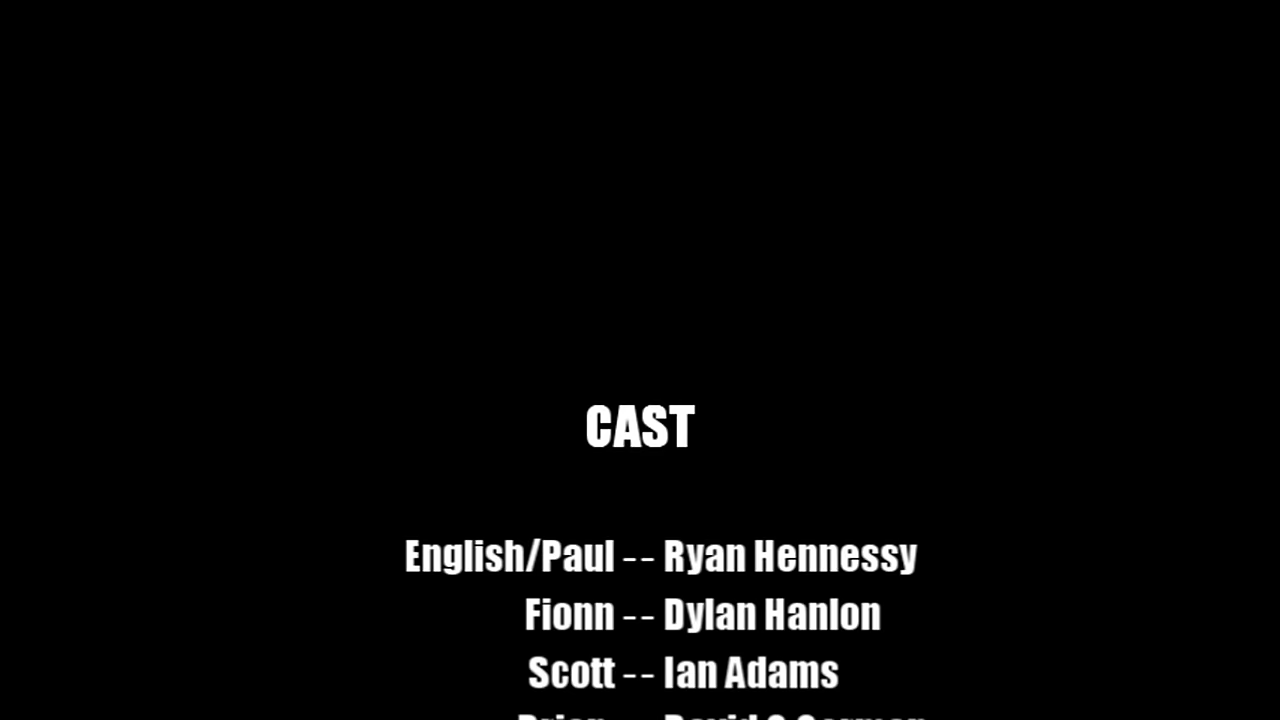 CAST
English/Paul -- Ryan Hennessy
Fionn -- Dylan Hanlon
Scott -- Ian Adams